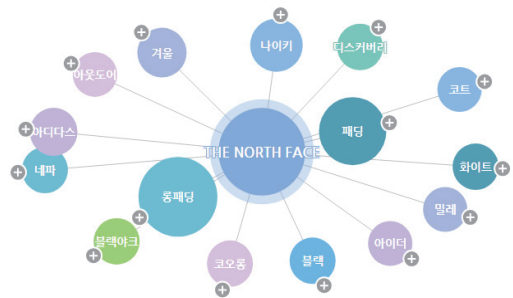 나이키
디스커버리
겨울
아웃도어
코트
아디다스
패딩
THE NORTH FACE
네파
화이트
롱패딩
밀레
블랙야크
아이더
코오롱
블랙